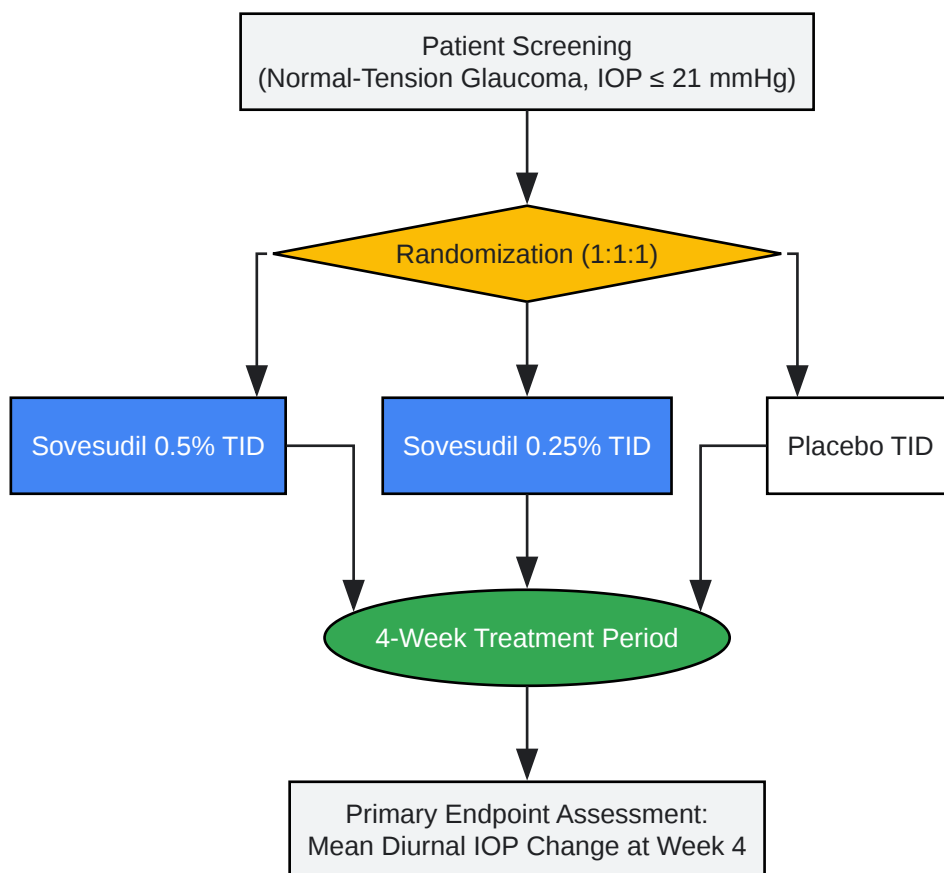 Patient Screening
(Normal-Tension Glaucoma, IOP ≤ 21 mmHg)
Randomization (1:1:1)
Sovesudil 0.5% TID
Sovesudil 0.25% TID
Placebo TID
4-Week Treatment Period
Primary Endpoint Assessment:
Mean Diurnal IOP Change at Week 4